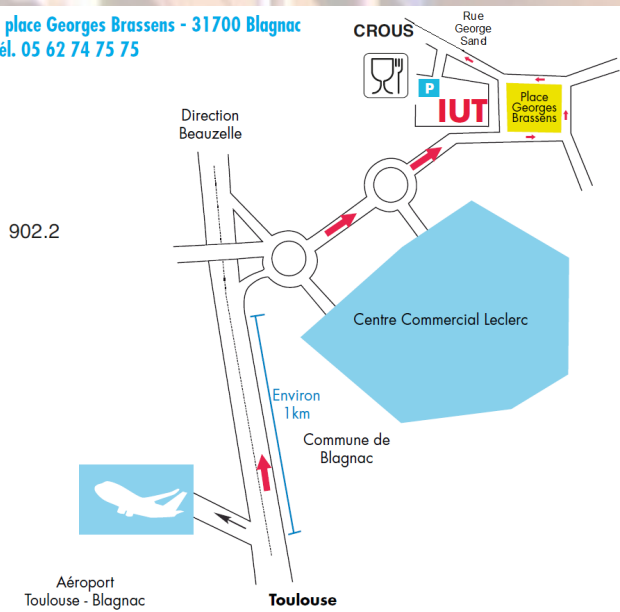 place Georges Brassens - 31700 Blagnac
él. 05 62 74 75 75
CROUS
Rue
George
Sand
P
IUT
Place
Georges
Brassens
Direction
Beauzelle
902.2
Centre Commercial Leclerc
Environ
1km
Commune de
Blagnac
Aéroport
Toulouse - Blagnac
Toulouse